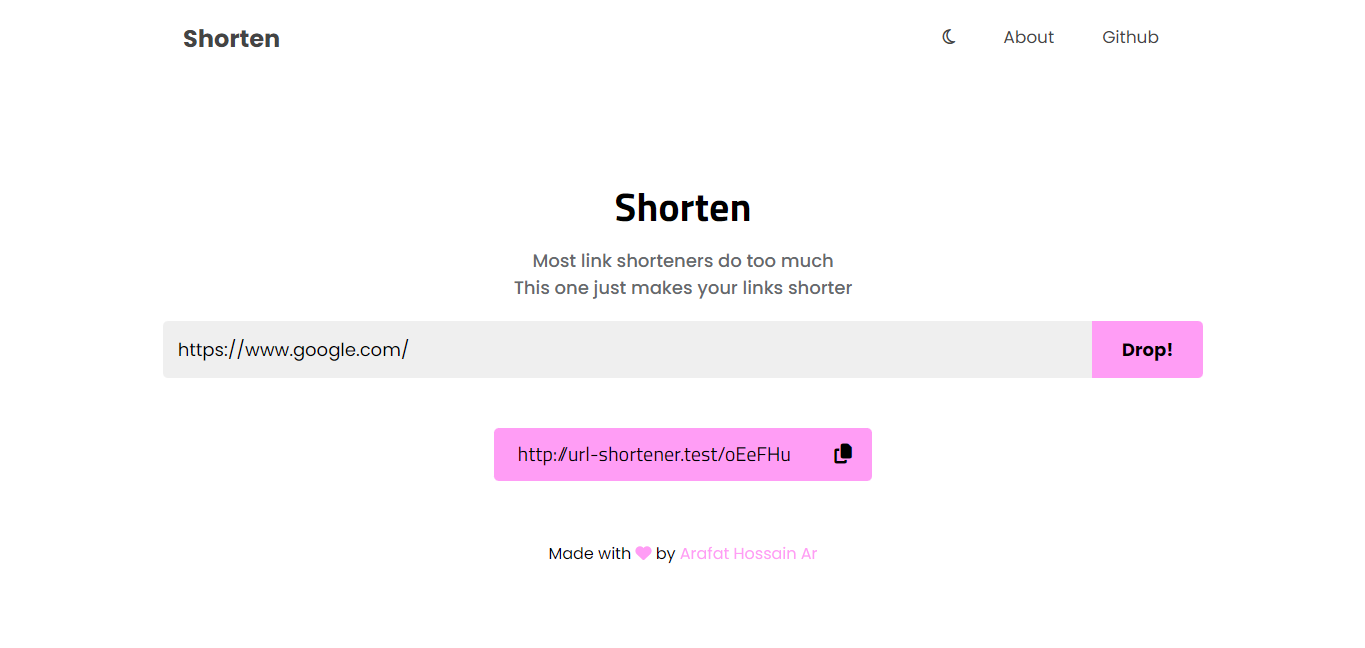 Shorten
About
Github
Shorten
Most link shorteners do too much
This one just makes your links shorter
https://www.google.com/
Drop!
http://url-shortener.test/oEeFHu
Made with by Arafat Hossain Ar